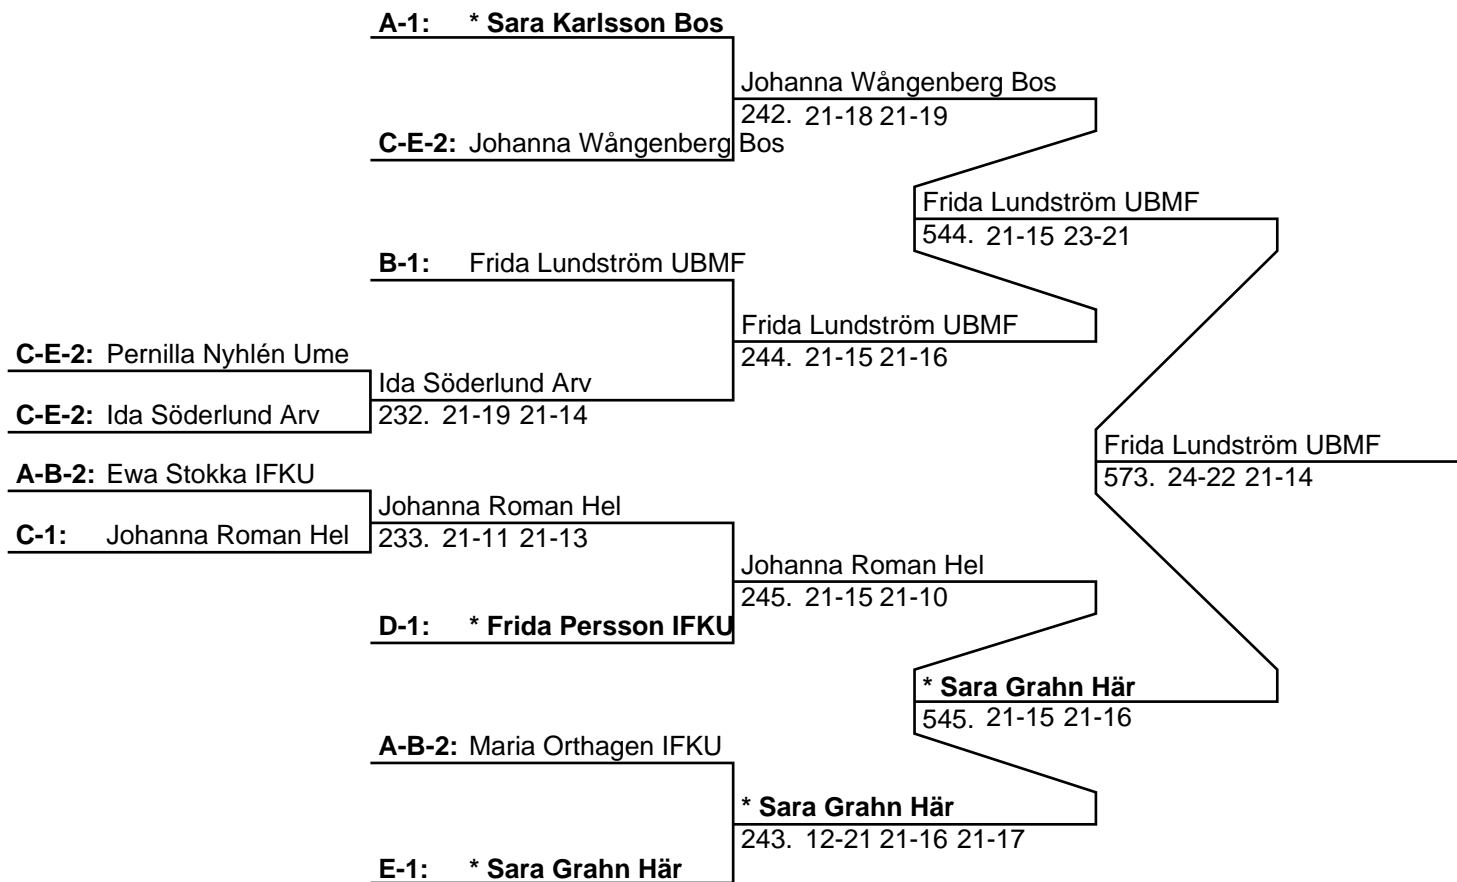 A-1: * Sara Karlsson Bos
Johanna Wångenberg Bos
242. 21-18 21-19
C-E-2: Johanna Wångenberg Bos
Frida Lundström UBMF
544. 21-15 23-21
B-1: Frida Lundström UBMF
Frida Lundström UBMF
244. 21-15 21-16
C-E-2: Pernilla Nyhlén Ume
Ida Söderlund Arv
232. 21-19 21-14
C-E-2: Ida Söderlund Arv
Frida Lundström UBMF
573. 24-22 21-14
A-B-2: Ewa Stokka IFKU
Johanna Roman Hel
233. 21-11 21-13
C-1: Johanna Roman Hel
Johanna Roman Hel
245. 21-15 21-10
D-1: * Frida Persson IFKU
* Sara Grahn Här
545. 21-15 21-16
A-B-2: Maria Orthagen IFKU
* Sara Grahn Här
243. 12-21 21-16 21-17
E-1: * Sara Grahn Här